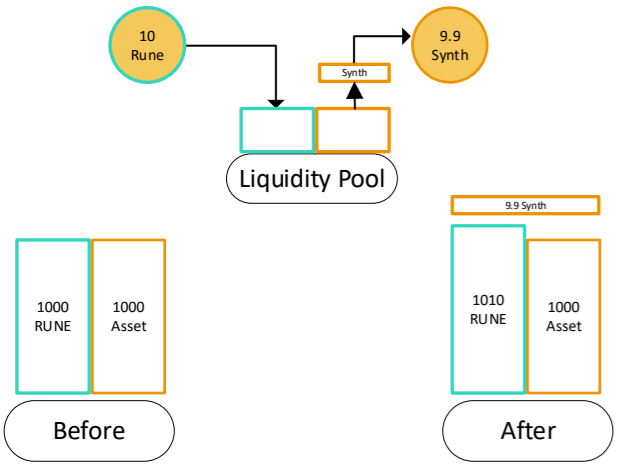 10
Rune
9.9
Synth
Synth
Liquidity Pool
9.9 Synth
1000
RUNE
1000
Asset
1010
RUNE
1000
Asset
Before
After